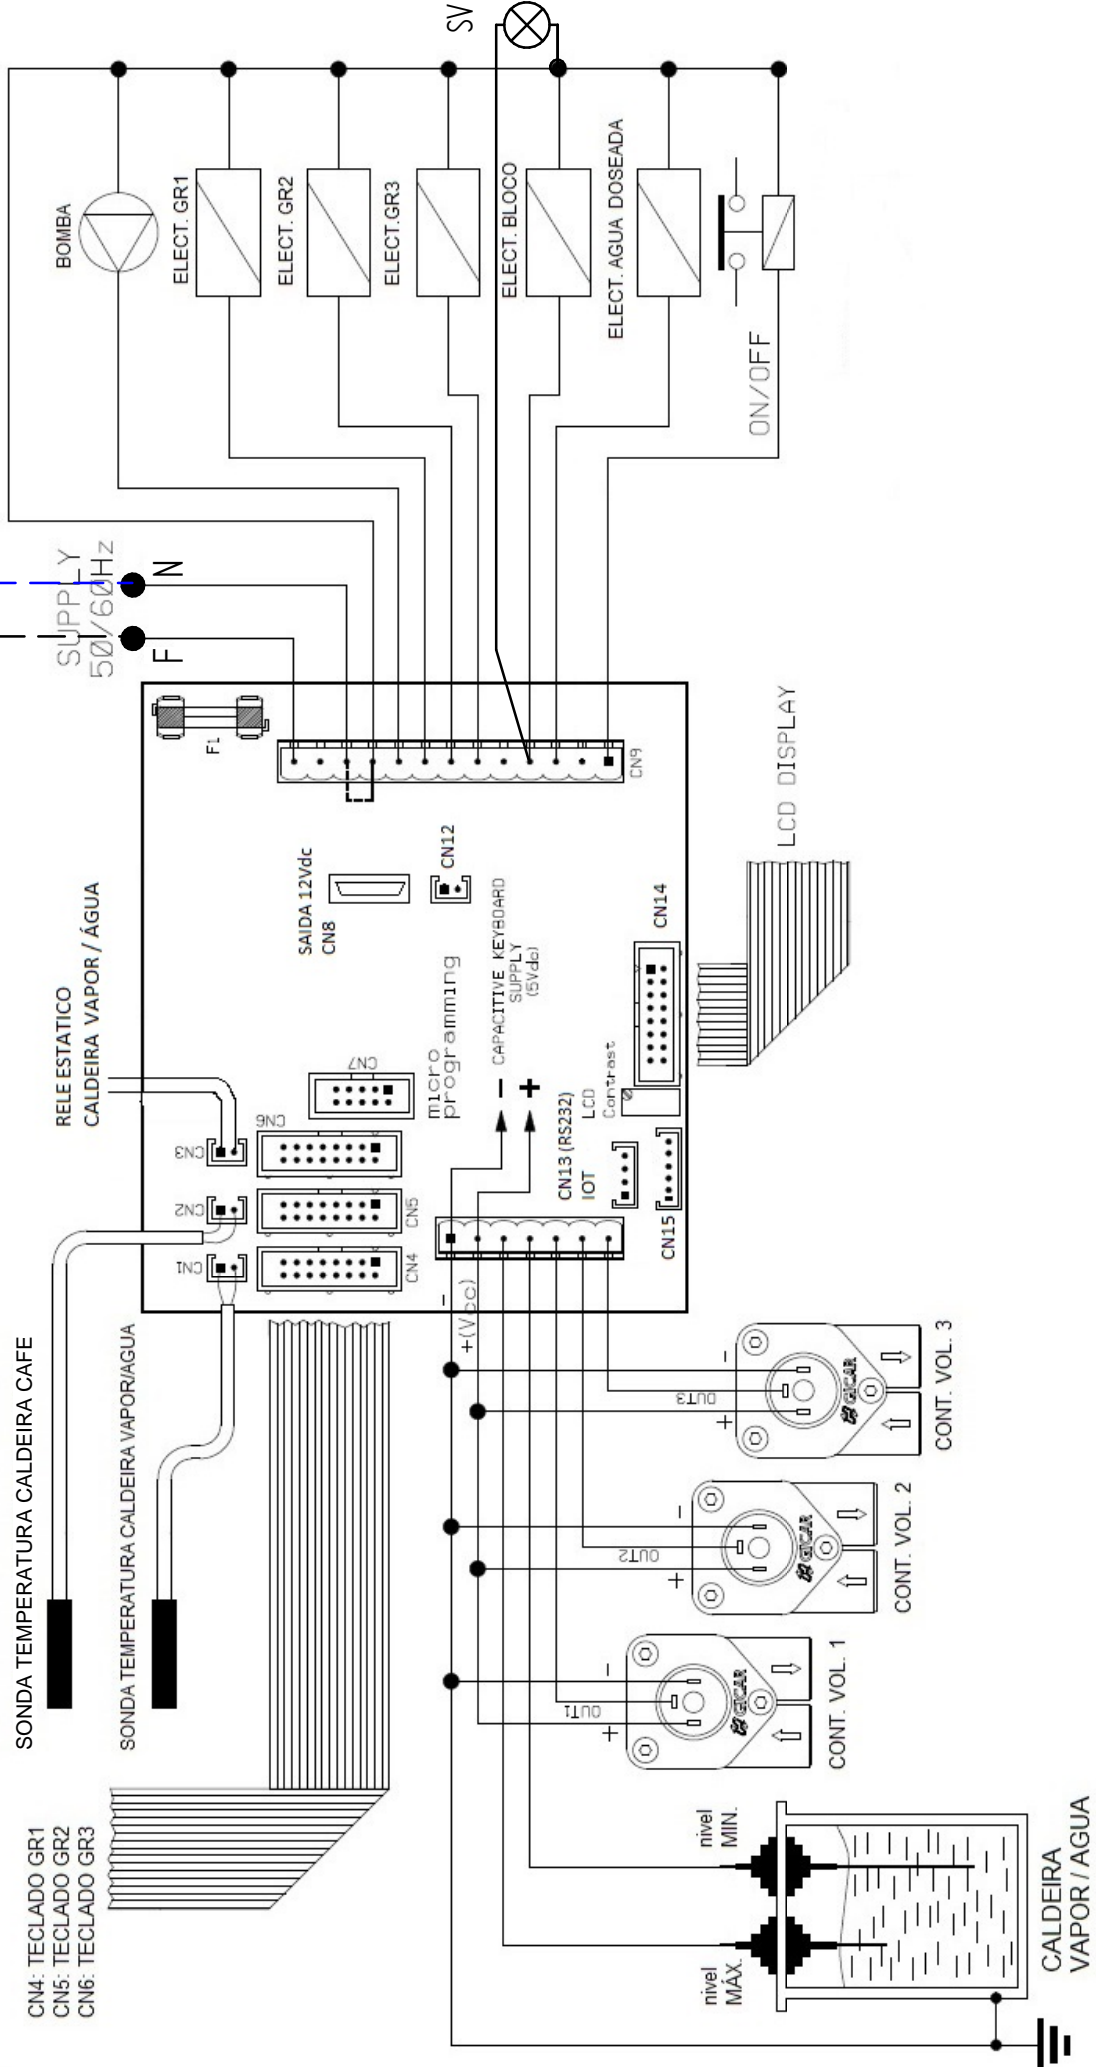 SV
BOMBA
ELECT. GR1
ELECT. GR2
ELECT.GR3
ELECT. BLOCO
ELECT. AGUA DOSEADA
ON/OFF
SUPPLY
50/60Hz
N
F
F1
CN9
LCD DISPLAY
SAIDA 12Vdc
CN8
CN12
CAPACITIVE KEYBOARD
SUPPLY
(5Vdc)
-
+
micro
programming
CN14
LCD
Contrast
CN13 (RS232)
IOT
CN15
CN7
CN6
CN5
CN4
CN3
CN2
CN1
RELE ESTATICO
CALDEIRA VAPOR / ÁGUA
SONDA TEMPERATURA CALDEIRA CAFE
SONDA TEMPERATURA CALDEIRA VAPOR/AGUA
-
+(Vcc)
CN4: TECLADO GR1
CN5: TECLADO GR2
CN6: TECLADO GR3
+
OUT3
-
GICAR
CONT. VOL. 3
+
OUT2
-
GICAR
CONT. VOL. 2
+
OUT1
-
GICAR
CONT. VOL. 1
nivel
MIN.
nivel
MÁX.
CALDEIRA
VAPOR / AGUA